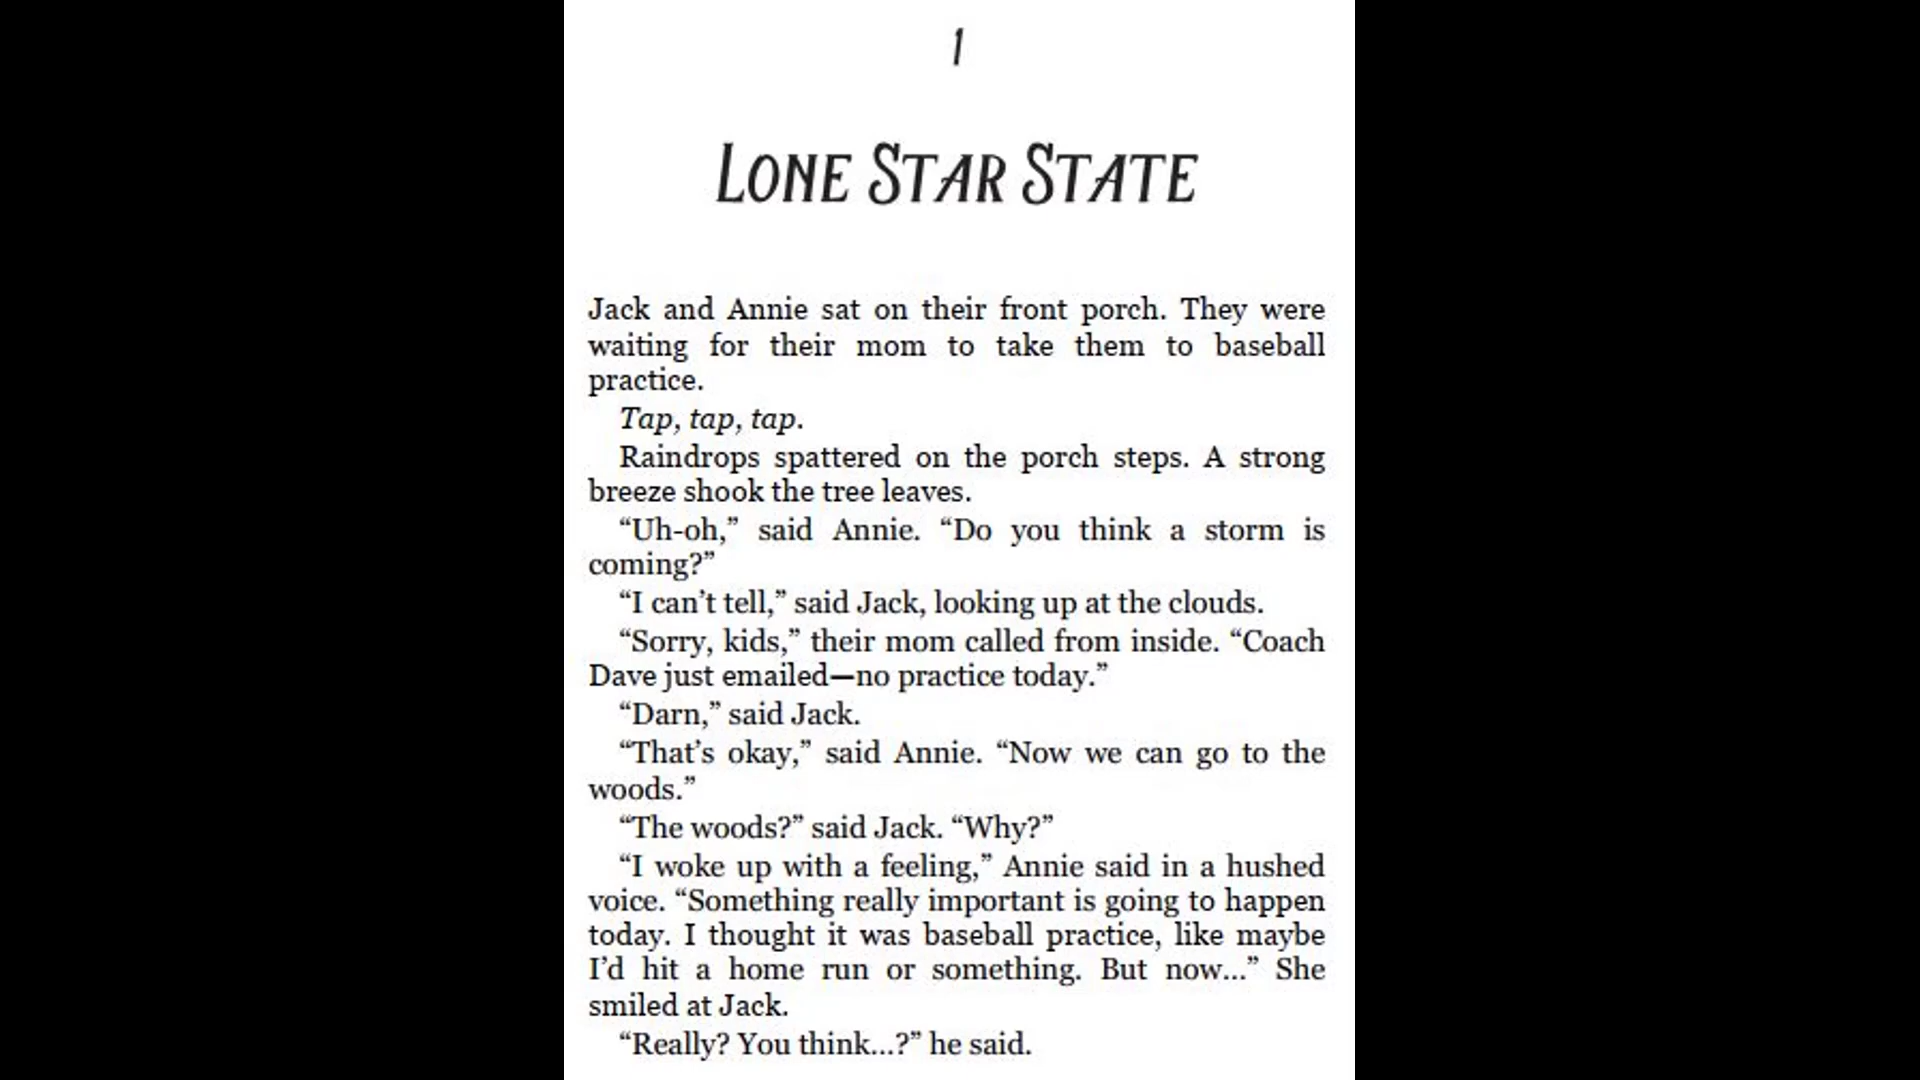 1
LONE STAR STATE
Jack and Annie sat on their front porch. They were
waiting for their mom to take them to baseball
practice.
Tap, tap, tap.
Raindrops spattered on the porch steps. A strong
breeze shook the tree leaves.
“Uh-oh,” said Annie. “Do you think a storm is
coming?”
“I can’t tell,” said Jack, looking up at the clouds.
“Sorry, kids,” their mom called from inside. “Coach
Dave just emailed—no practice today.”
“Darn,” said Jack.
“That’s okay,” said Annie. “Now we can go to the
woods.”
“The woods?” said Jack. “Why?”
“I woke up with a feeling,” Annie said in a hushed
voice. “Something really important is going to happen
today. I thought it was baseball practice, like maybe
I’d hit a home run or something. But now...” She
smiled at Jack.
“Really? You think...?” he said.